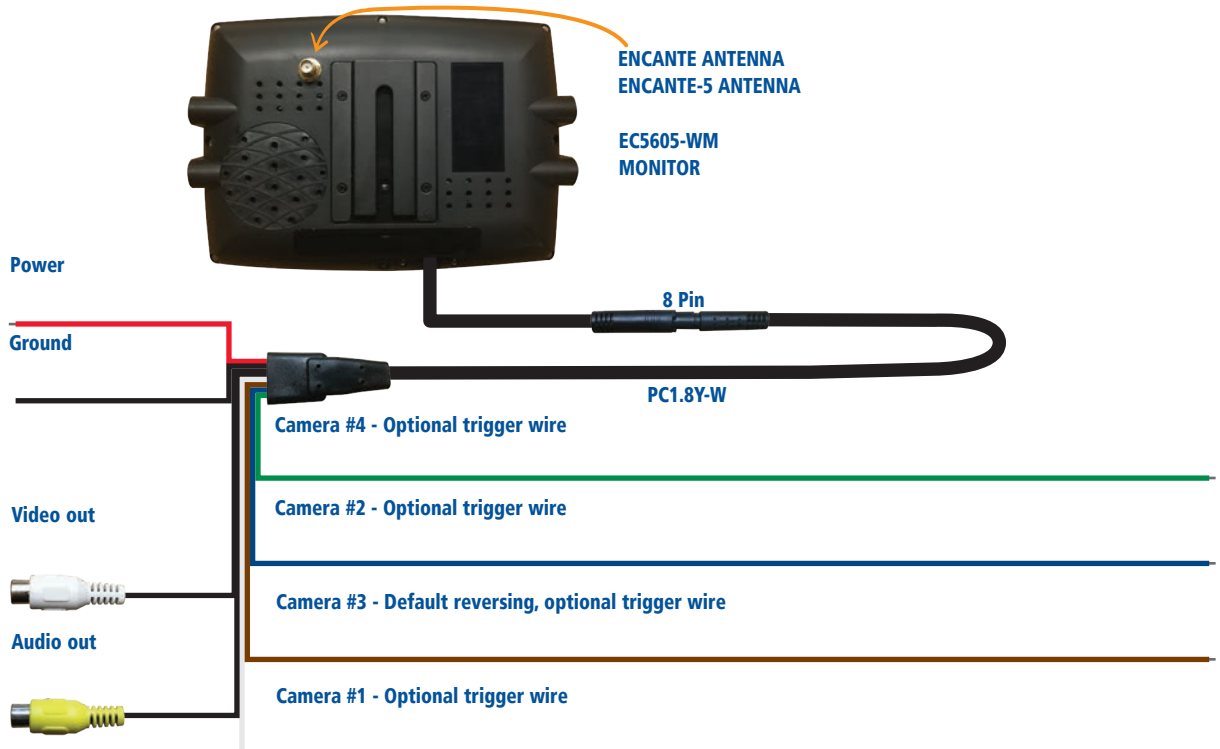 ENCANTE ANTENNA
ENCANTE-5 ANTENNA
EC5605-WM
MONITOR
Power
8 Pin
Ground
PC1.8Y-W
Camera #4 - Optional trigger wire
Camera #2 - Optional trigger wire
Video out
Camera #3 - Default reversing, optional trigger wire
Audio out
Camera #1 - Optional trigger wire